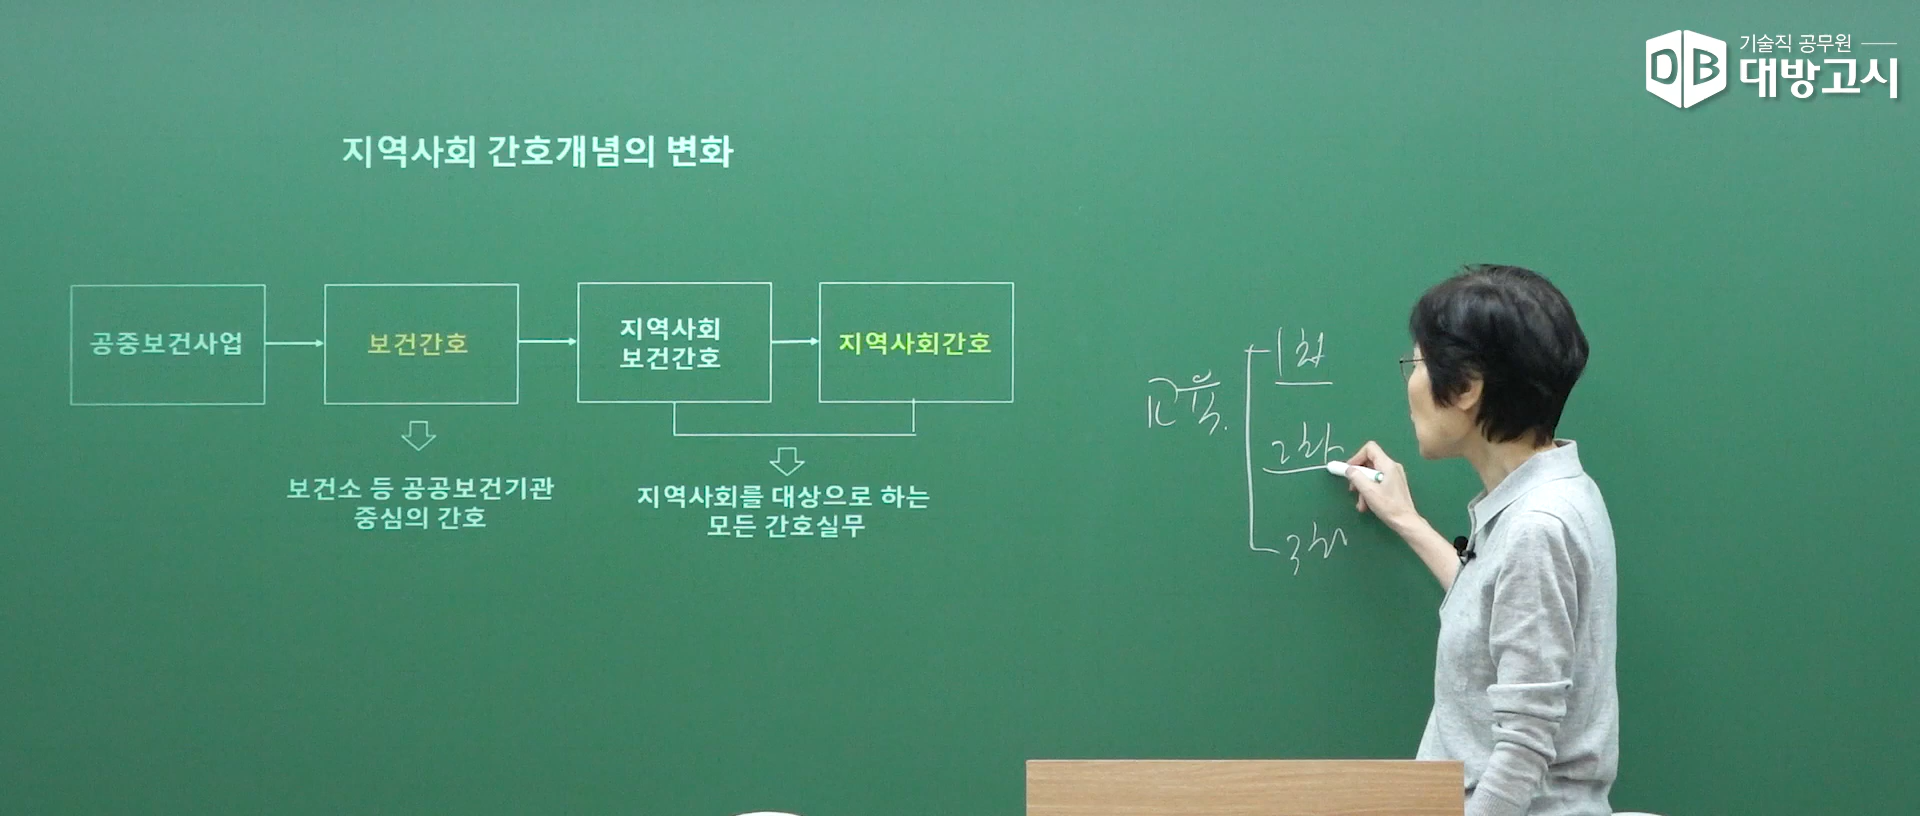 기술직 공무원
DB 대방고시
지역사회 간호개념의 변화
공중보건사업
보건간호
지역사회
보건간호
지역사회간호
보건소 등 공공보건기관
중심의 간호
지역사회를 대상으로 하는
모든 간호실무
교육
1차
2차
3차